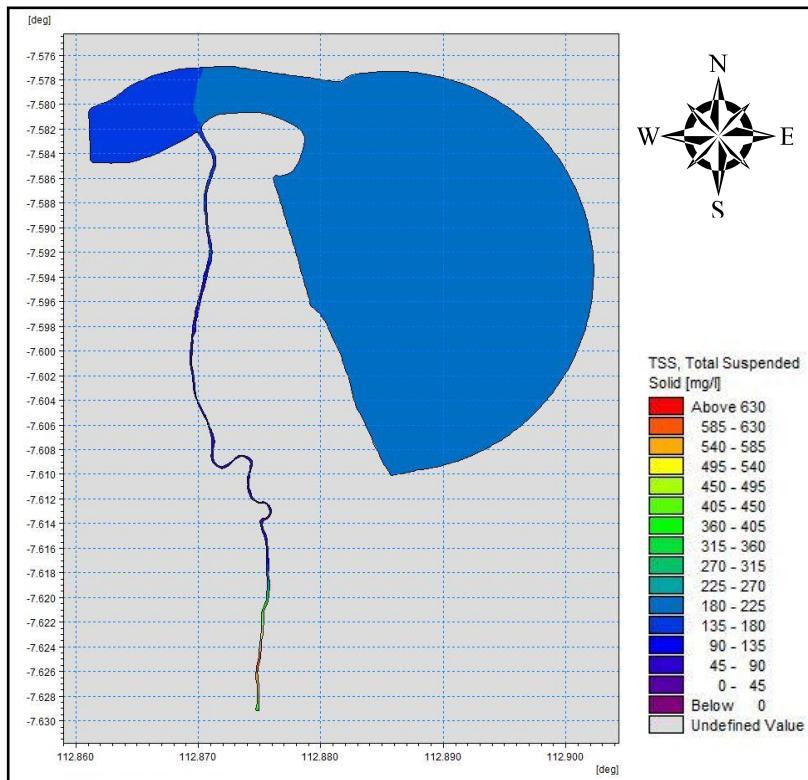 [deg]
-7.576
-7.578
-7.580
-7.582
-7.584
-7.586
-7.588
-7.590
-7.592
-7.594
-7.596
-7.598
-7.600
-7.602
-7.604
-7.606
-7.608
-7.610
-7.612
-7.614
-7.616
-7.618
-7.620
-7.622
-7.624
-7.626
-7.628
-7.630
112.860 112.870 112.880 112.890 112.900
[deg]
N
W E
S
TSS, Total Suspended
Solid [mg/l]
Above 630
585 - 630
540 - 585
495 - 540
450 - 495
405 - 450
360 - 405
315 - 360
270 - 315
225 - 270
180 - 225
135 - 180
90 - 135
45 - 90
0 - 45
Below 0
Undefined Value